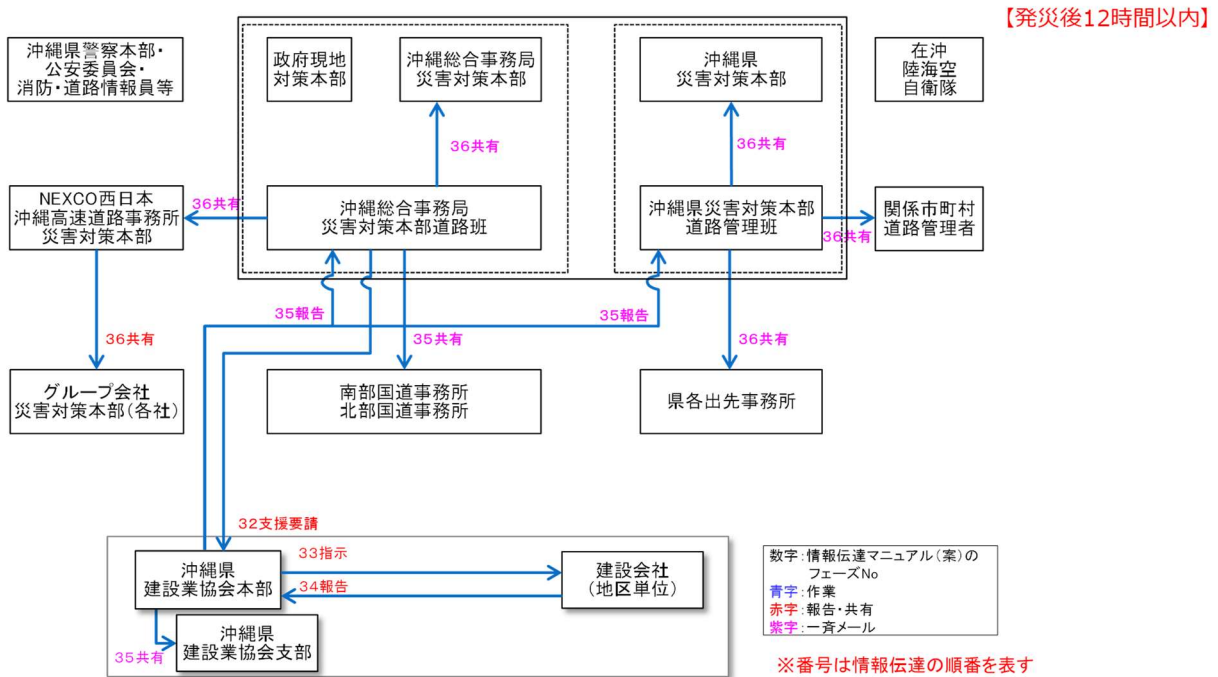 【発災後12時間以内】
沖縄県警察本部・
公安委員会・
消防・道路情報員等
政府現地
対策本部
沖縄総合事務局
災害対策本部
沖縄県
災害対策本部
在沖
陸海空
自衛隊
36共有
36共有
NEXCO西日本
沖縄高速道路事務所
災害対策本部
36共有
沖縄総合事務局
災害対策本部道路班
沖縄県災害対策本部
道路管理班
36共有
関係市町村
道路管理者
35報告
35報告
36共有
35共有
36共有
グループ会社
災害対策本部(各社)
南部国道事務所
北部国道事務所
県各出先事務所
32支援要請
沖縄県
建設業協会本部
33指示
34報告
建設会社
(地区単位)
35共有
沖縄県
建設業協会支部
数字:情報伝達マニュアル(案)の
フェーズNo
青字:作業
赤字:報告・共有
紫字:一斉メール
※番号は情報伝達の順番を表す